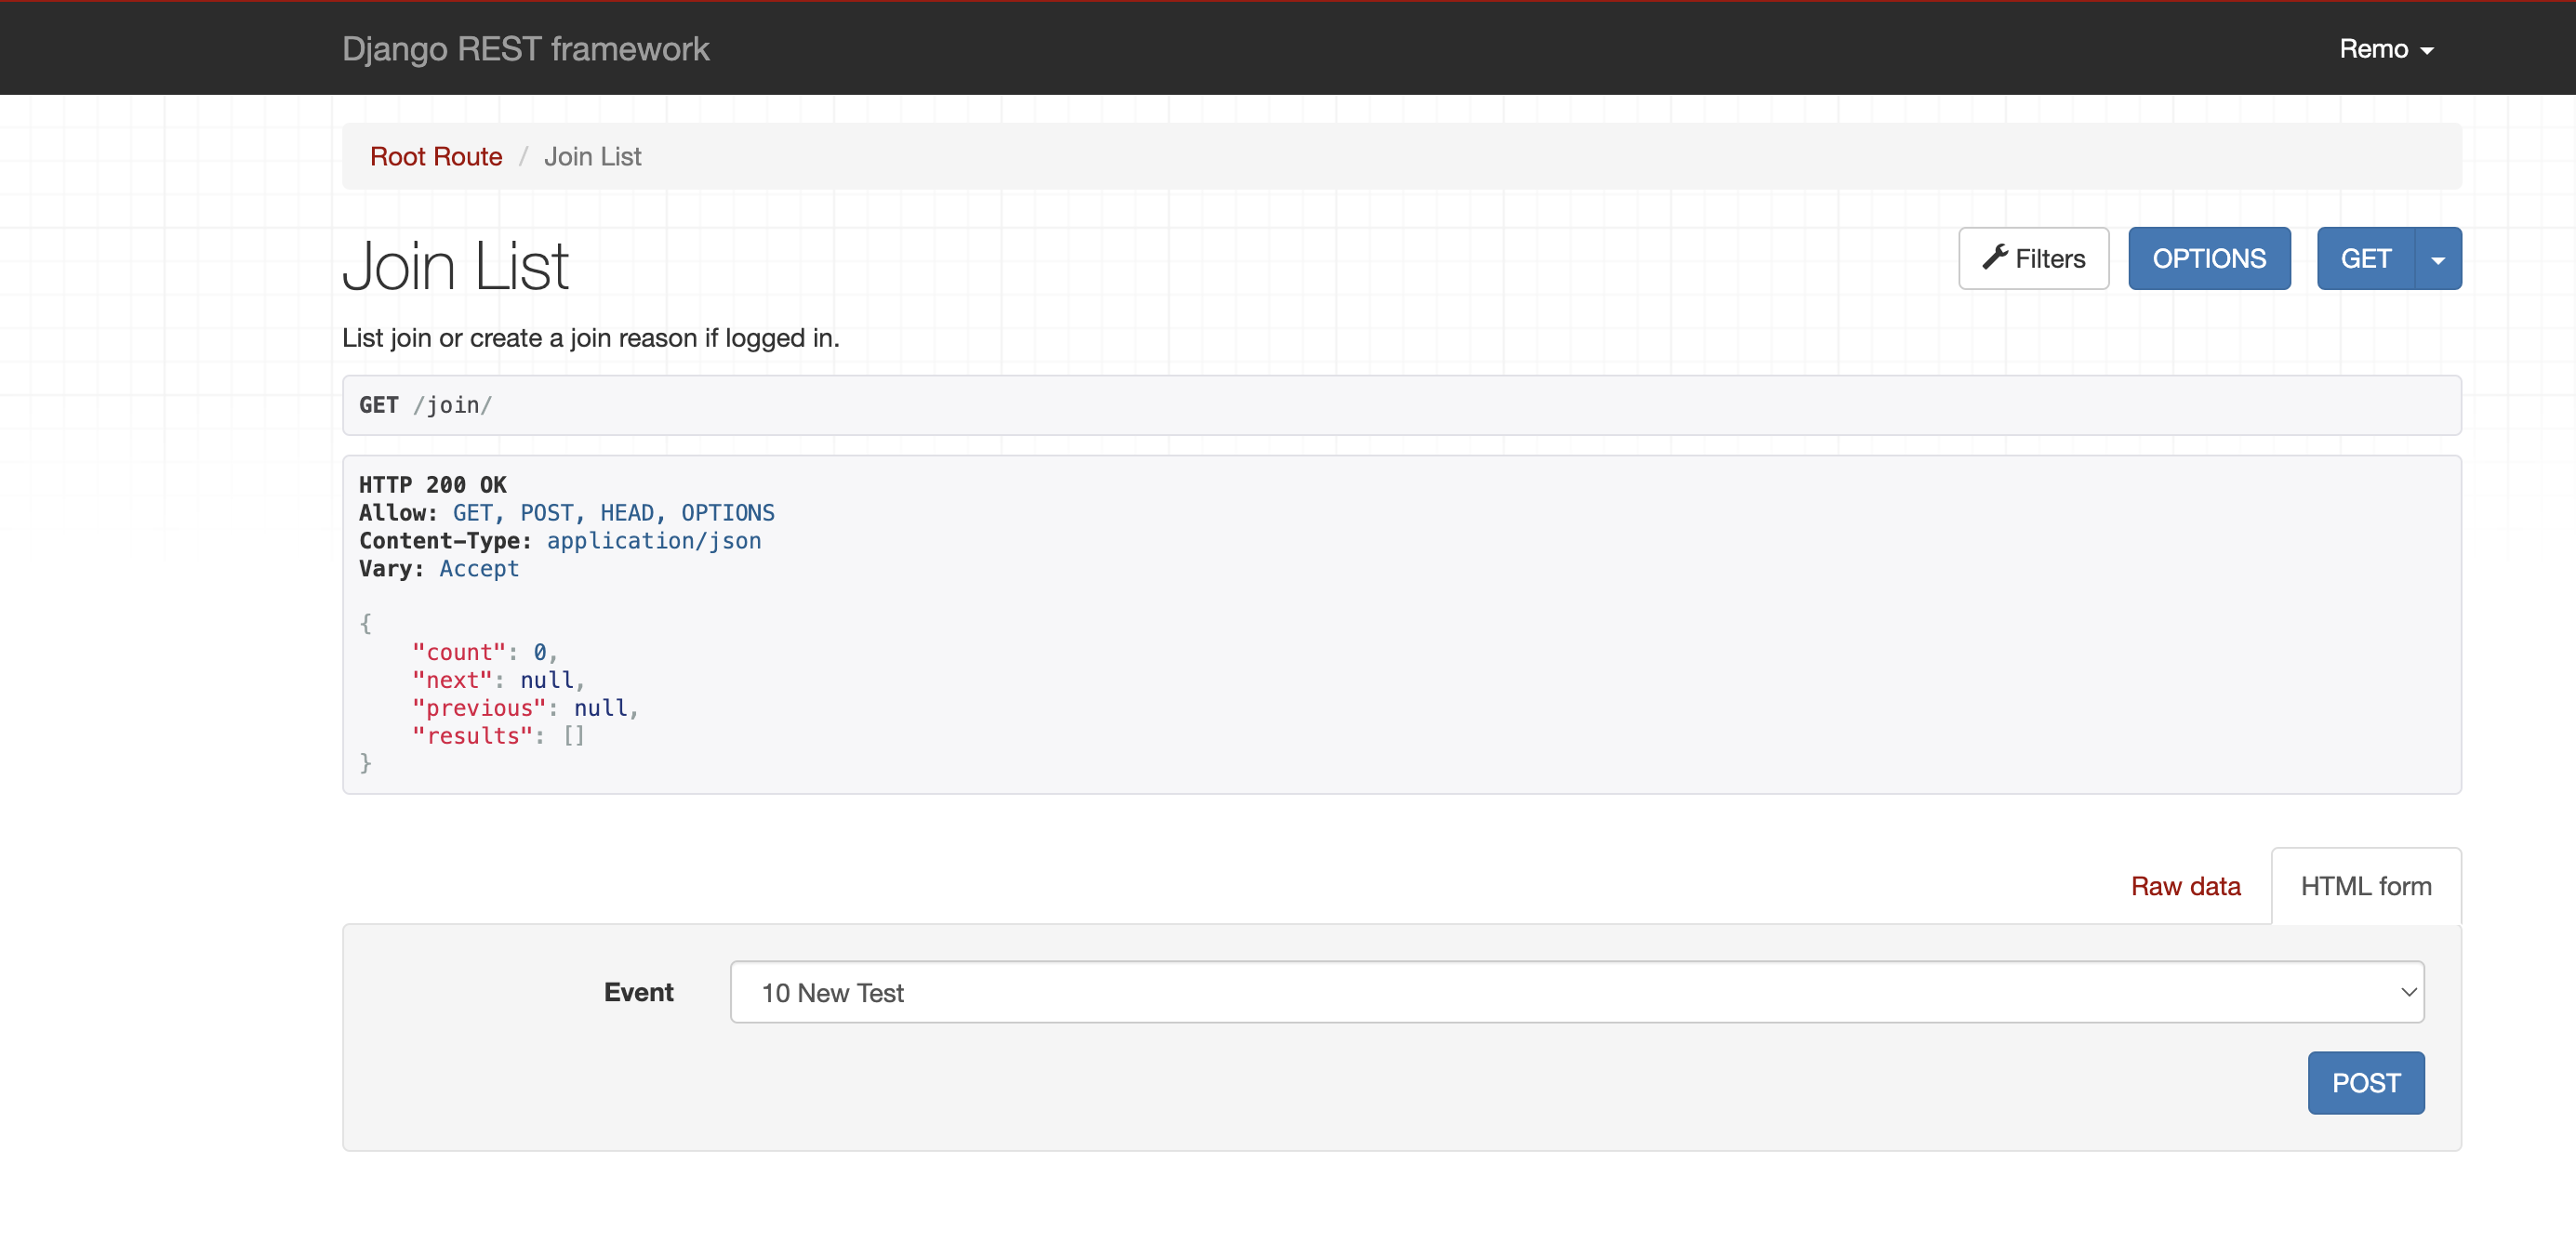 Django REST framework
Remo
Root Route / Join List
Join List
Filters
OPTIONS
GET
List join or create a join reason if logged in.
GET /join/
HTTP 200 OK
Allow: GET, POST, HEAD, OPTIONS
Content-Type: application/json
Vary: Accept
{
    "count": 0,
    "next": null,
    "previous": null,
    "results": []
}
Raw data
HTML form
Event
10 New Test
POST